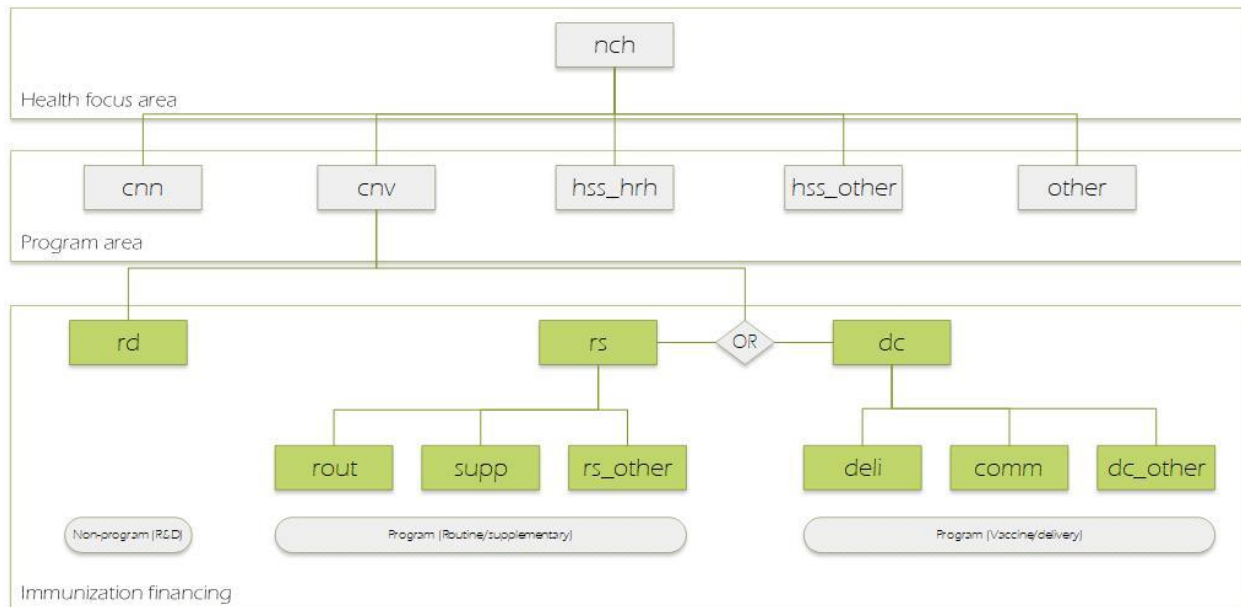 nch
Health focus area
cnn
cnv
hss_hrh
hss_other
other
Program area
rd
rs
OR
dc
rout
supp
rs_other
deli
comm
dc_other
Non-program (R&D)
Program (Routine/supplementary)
Program (Vaccine/delivery)
Immunization financing